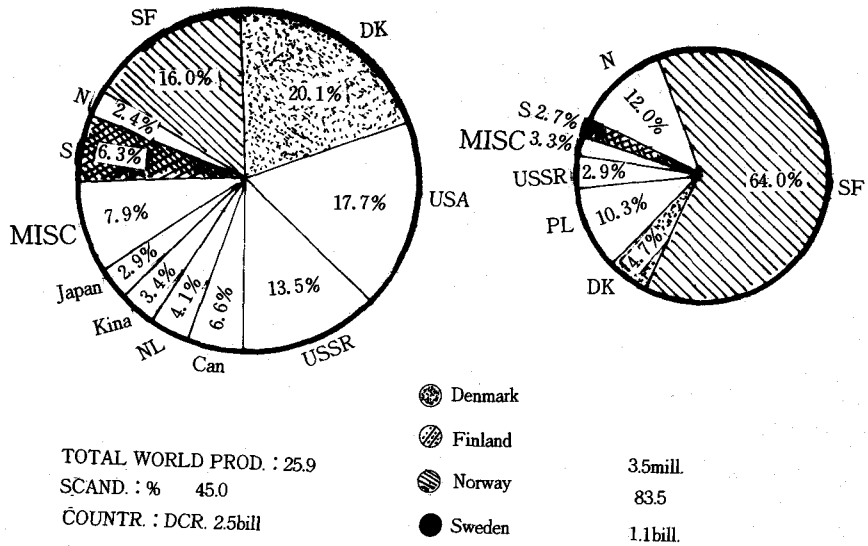 SF
DK
16.0%
20.1%
N
2.4%
S
6.3%
17.7%
USA
7.9%
MISC
2.9%
Japan
3.4%
Kina
4.1%
NL
6.6%
Can
13.5%
USSR
N
12.0%
S 2.7%
MISC 3.3%
USSR 2.9%
64.0%
SF
10.3%
PL
4.7%
DK
Denmark
Finland
Norway
Sweden
TOTAL WORLD PROD. : 25.9
SCAND. : % 45.0
COUNTR. : DCR. 2.5bill
3.5mill.
83.5
1.1bill.